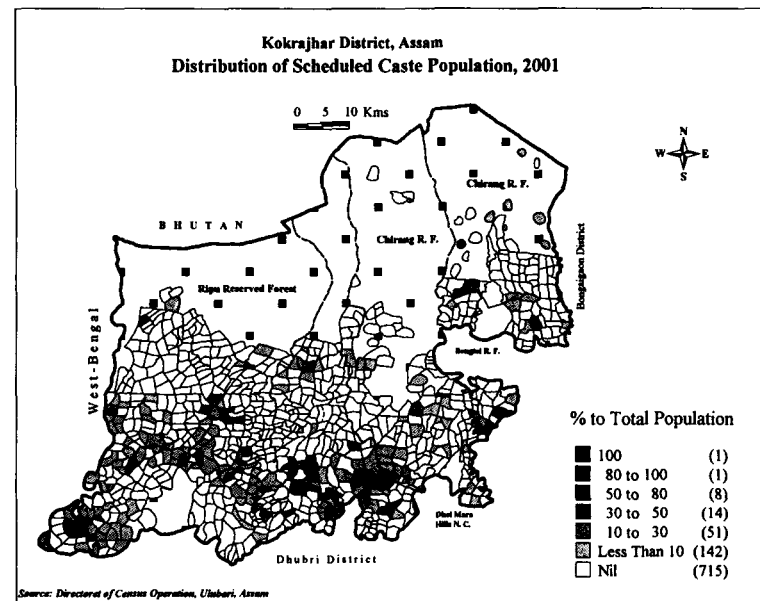 Kokrajhar District, Assam
Distribution of Scheduled Caste Population, 2001
0 5 10 Kms
N
W E
S
Chirang R. F.
BHUTAN
Chirang R. F.
Ripu Reserved Forest
Bongaigaon District
West-Bengal
Bengtol R. F.
% to Total Population
100 (1)
80 to 100 (1)
50 to 80 (8)
30 to 50 (14)
10 to 30 (51)
Less Than 10 (142)
Nil (715)
Hills N. C.
Dhubri District
Source: Directorat of Census Operation, Ulubari, Assam